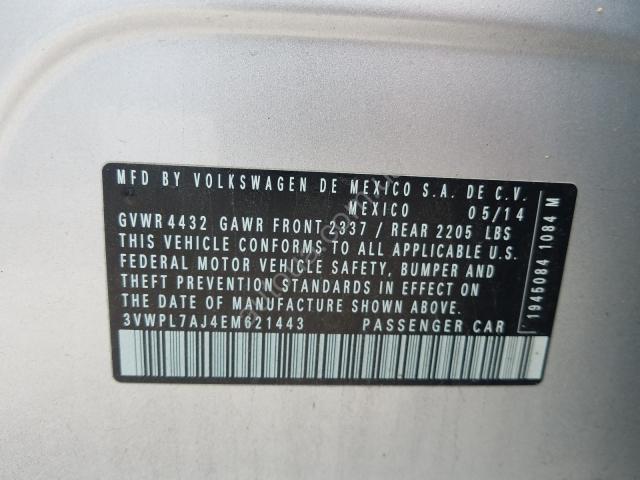 MFD BY VOLKSWAGEN DE MEXICO S.A. DE C.V.
MEXICO 05/14
GVWR 4432 GAWR FRONT 2337 / REAR 2205 LBS
THIS VEHICLE CONFORMS TO ALL APPLICABLE U.S.
FEDERAL MOTOR VEHICLE SAFETY, BUMPER AND
THEFT PREVENTION STANDARDS IN EFFECT ON
THE DATE OF MANUFACTURE SHOWN ABOVE.
3VWPL7AJ4EM621443 PASSENGER CAR
1945084 1084 M